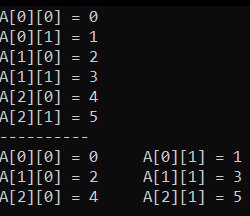 A[0][0] = 0
A[0][1] = 1
A[1][0] = 2
A[1][1] = 3
A[2][0] = 4
A[2][1] = 5
----------
A[0][0] = 0     A[0][1] = 1
A[1][0] = 2     A[1][1] = 3
A[2][0] = 4     A[2][1] = 5